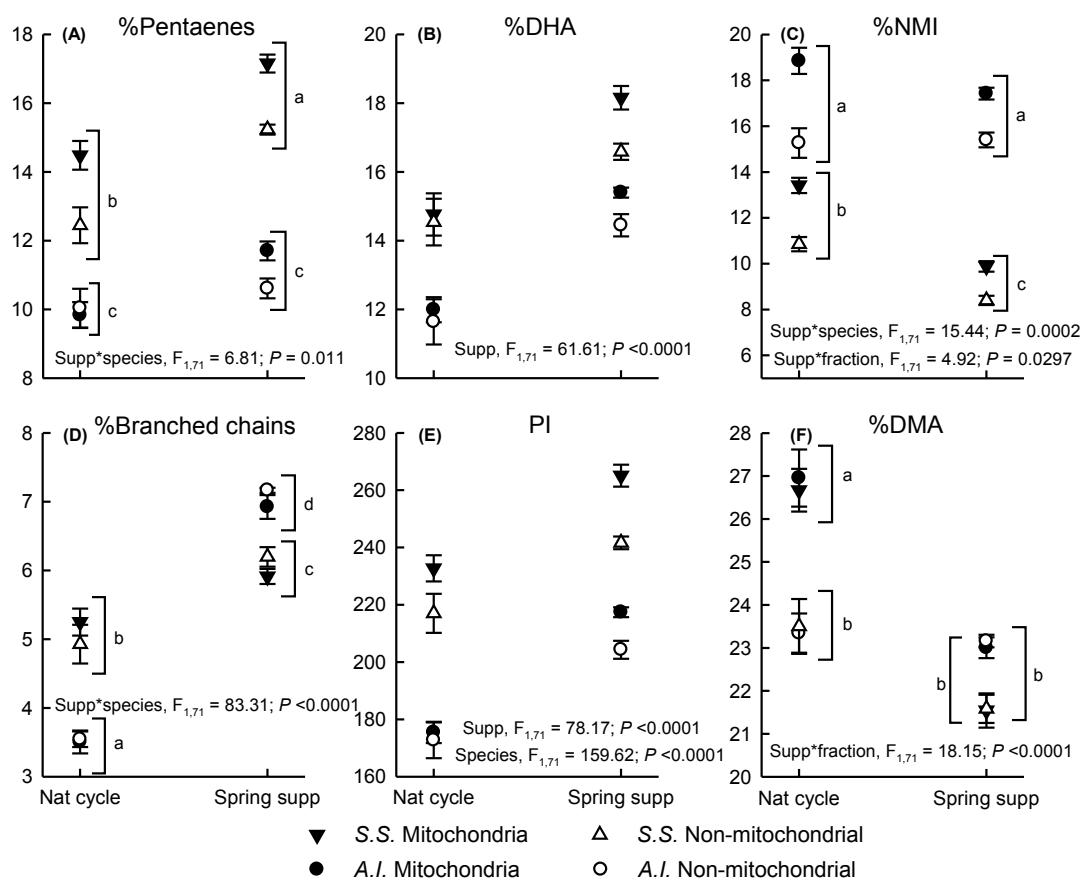 (A) %Pentaenes
18
16
14
12
10
8
a
b
c
c
Supp*species, F1,71 = 6.81; P = 0.011
(B) %DHA
20
18
16
14
12
10
Supp, F1,71 = 61.61; P <0.0001
(C) %NMI
20
18
16
14
12
10
8
6
a
a
b
c
Supp*species, F1,71 = 15.44; P = 0.0002
Supp*fraction, F1,71 = 4.92; P = 0.0297
(D) %Branched chains
8
7
6
5
4
3
d
c
b
a
Supp*species, F1,71 = 83.31; P <0.0001
Nat cycle Spring supp
(E) PI
280
260
240
220
200
180
160
Supp, F1,71 = 78.17; P <0.0001
Species, F1,71 = 159.62; P <0.0001
Nat cycle Spring supp
(F) %DMA
28
27
26
25
24
23
22
21
20
a
b
b
b
Supp*fraction, F1,71 = 18.15; P <0.0001
Nat cycle Spring supp
S.S. Mitochondria S.S. Non-mitochondrial
A.I. Mitochondria A.I. Non-mitochondrial